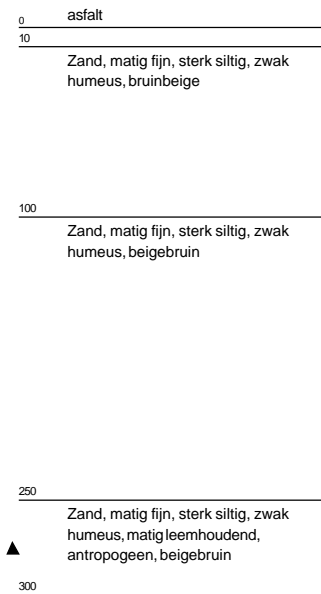 asfalt
0
10
Zand, matig fijn, sterk siltig, zwak
humeus, bruinbeige
100
Zand, matig fijn, sterk siltig, zwak
humeus, beigebruin
250
Zand, matig fijn, sterk siltig, zwak
humeus, matig leemhoudend,
antropogeen, beigebruin
300